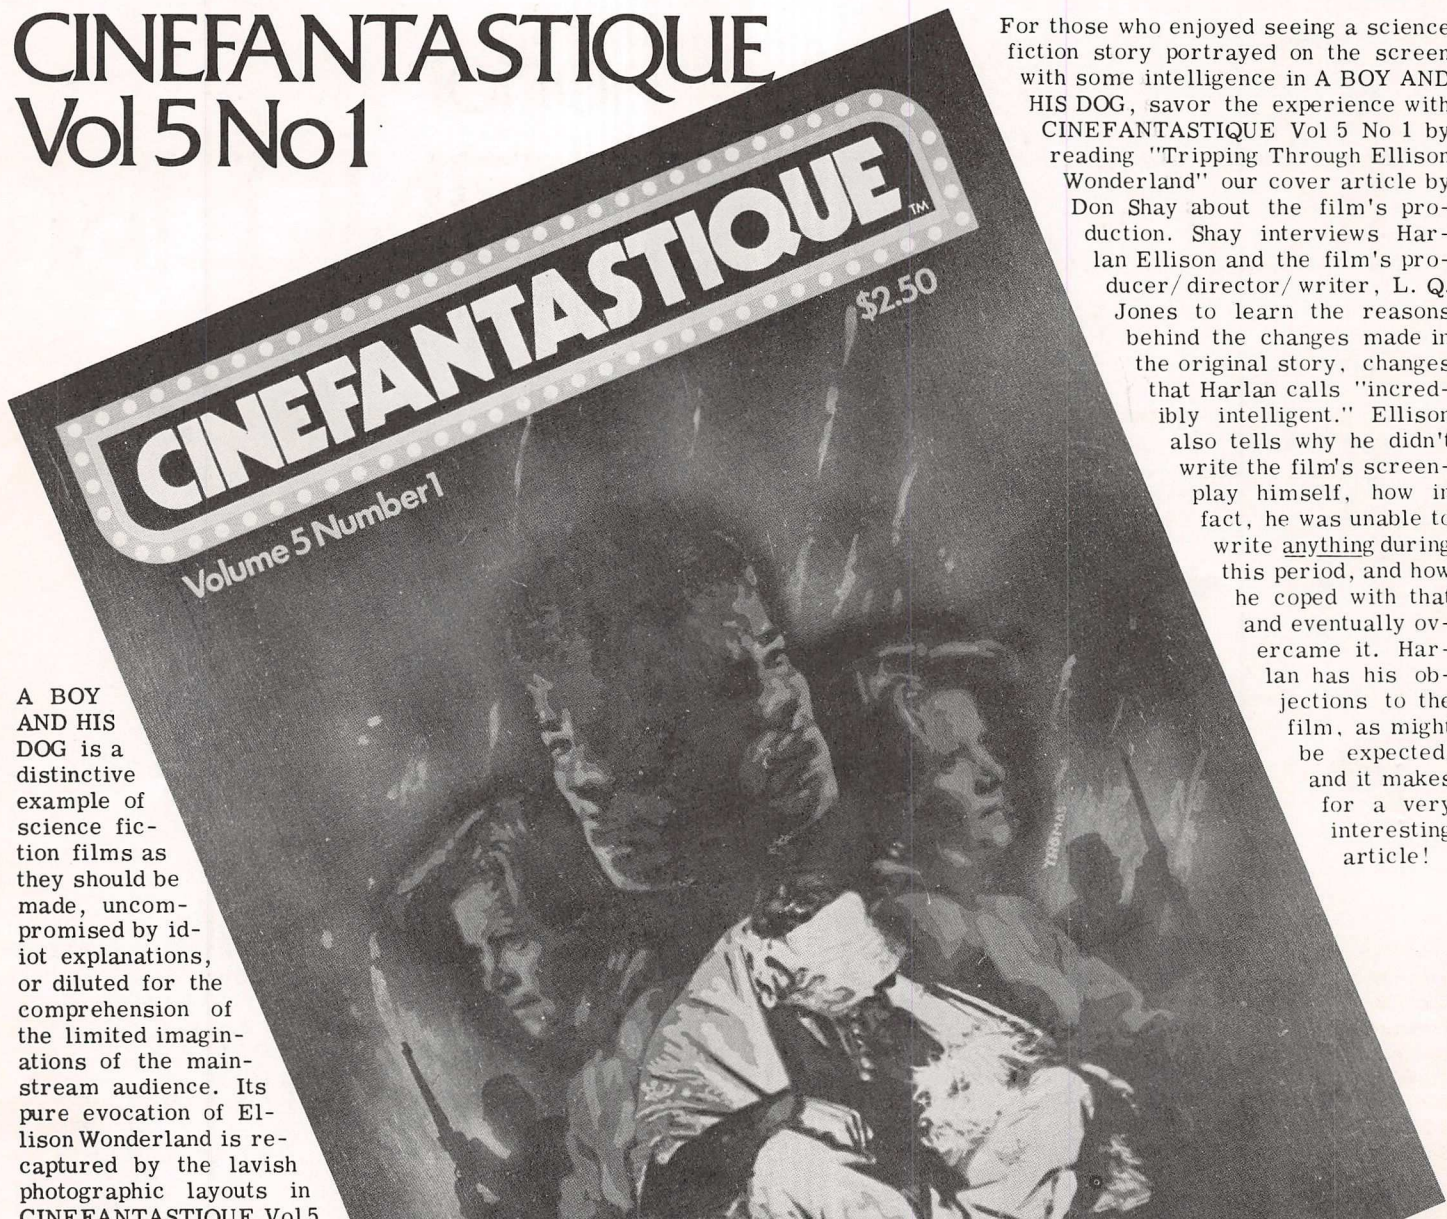 CINEFANTASTIQUE
Vol 5 No 1
CINEFANTASTIQUE
TM
$2.50
Volume 5 Number 1
THOMAS
A BOY
AND HIS
DOG is a
distinctive
example of
science fic-
tion films as
they should be
made, uncom-
promised by id-
iot explanations,
or diluted for the
comprehension of
the limited imagin-
ations of the main-
stream audience. Its
pure evocation of El-
lison Wonderland is re-
captured by the lavish
photographic layouts in
CINEFANTASTIQUE Vol 5
For those who enjoyed seeing a science
fiction story portrayed on the screen
with some intelligence in A BOY AND
HIS DOG, savor the experience with
CINEFANTASTIQUE Vol 5 No 1 by
reading "Tripping Through Ellison
Wonderland" our cover article by
Don Shay about the film's pro-
duction. Shay interviews Har-
lan Ellison and the film's pro-
ducer/director/writer, L. Q.
Jones to learn the reasons
behind the changes made in
the original story, changes
that Harlan calls "incred-
ibly intelligent." Ellison
also tells why he didn't
write the film's screen-
play himself, how in
fact, he was unable to
write anything during
this period, and how
he coped with that
and eventually ov-
ercame it. Har-
lan has his ob-
jections to the
film, as might
be expected
and it makes
for a very
interesting
article!